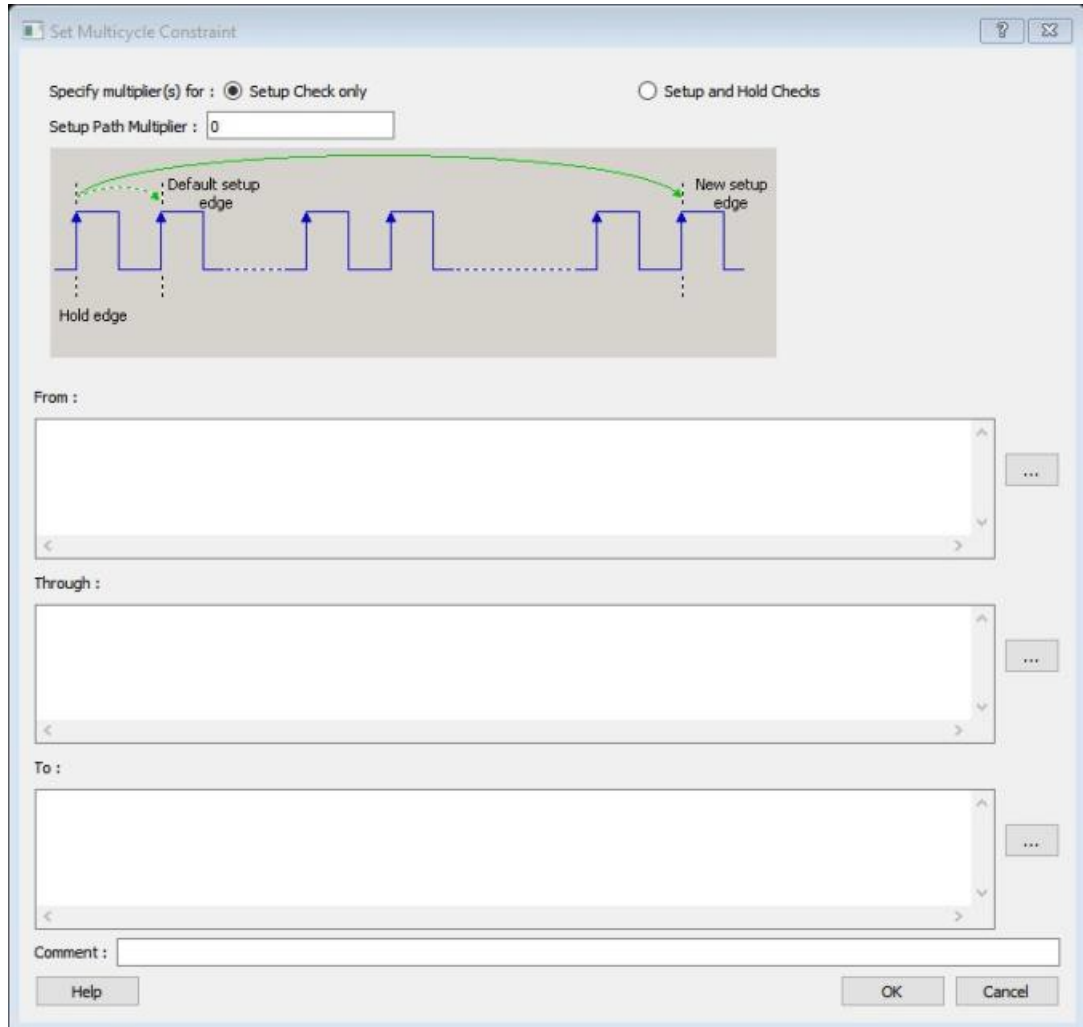 Set Multicycle Constraint
Specify multiplier(s) for : Setup Check only Setup and Hold Checks
Setup Path Multiplier : 0
Default setup edge
New setup edge
Hold edge
From :
...
Through :
...
To :
...
Comment :
Help OK Cancel